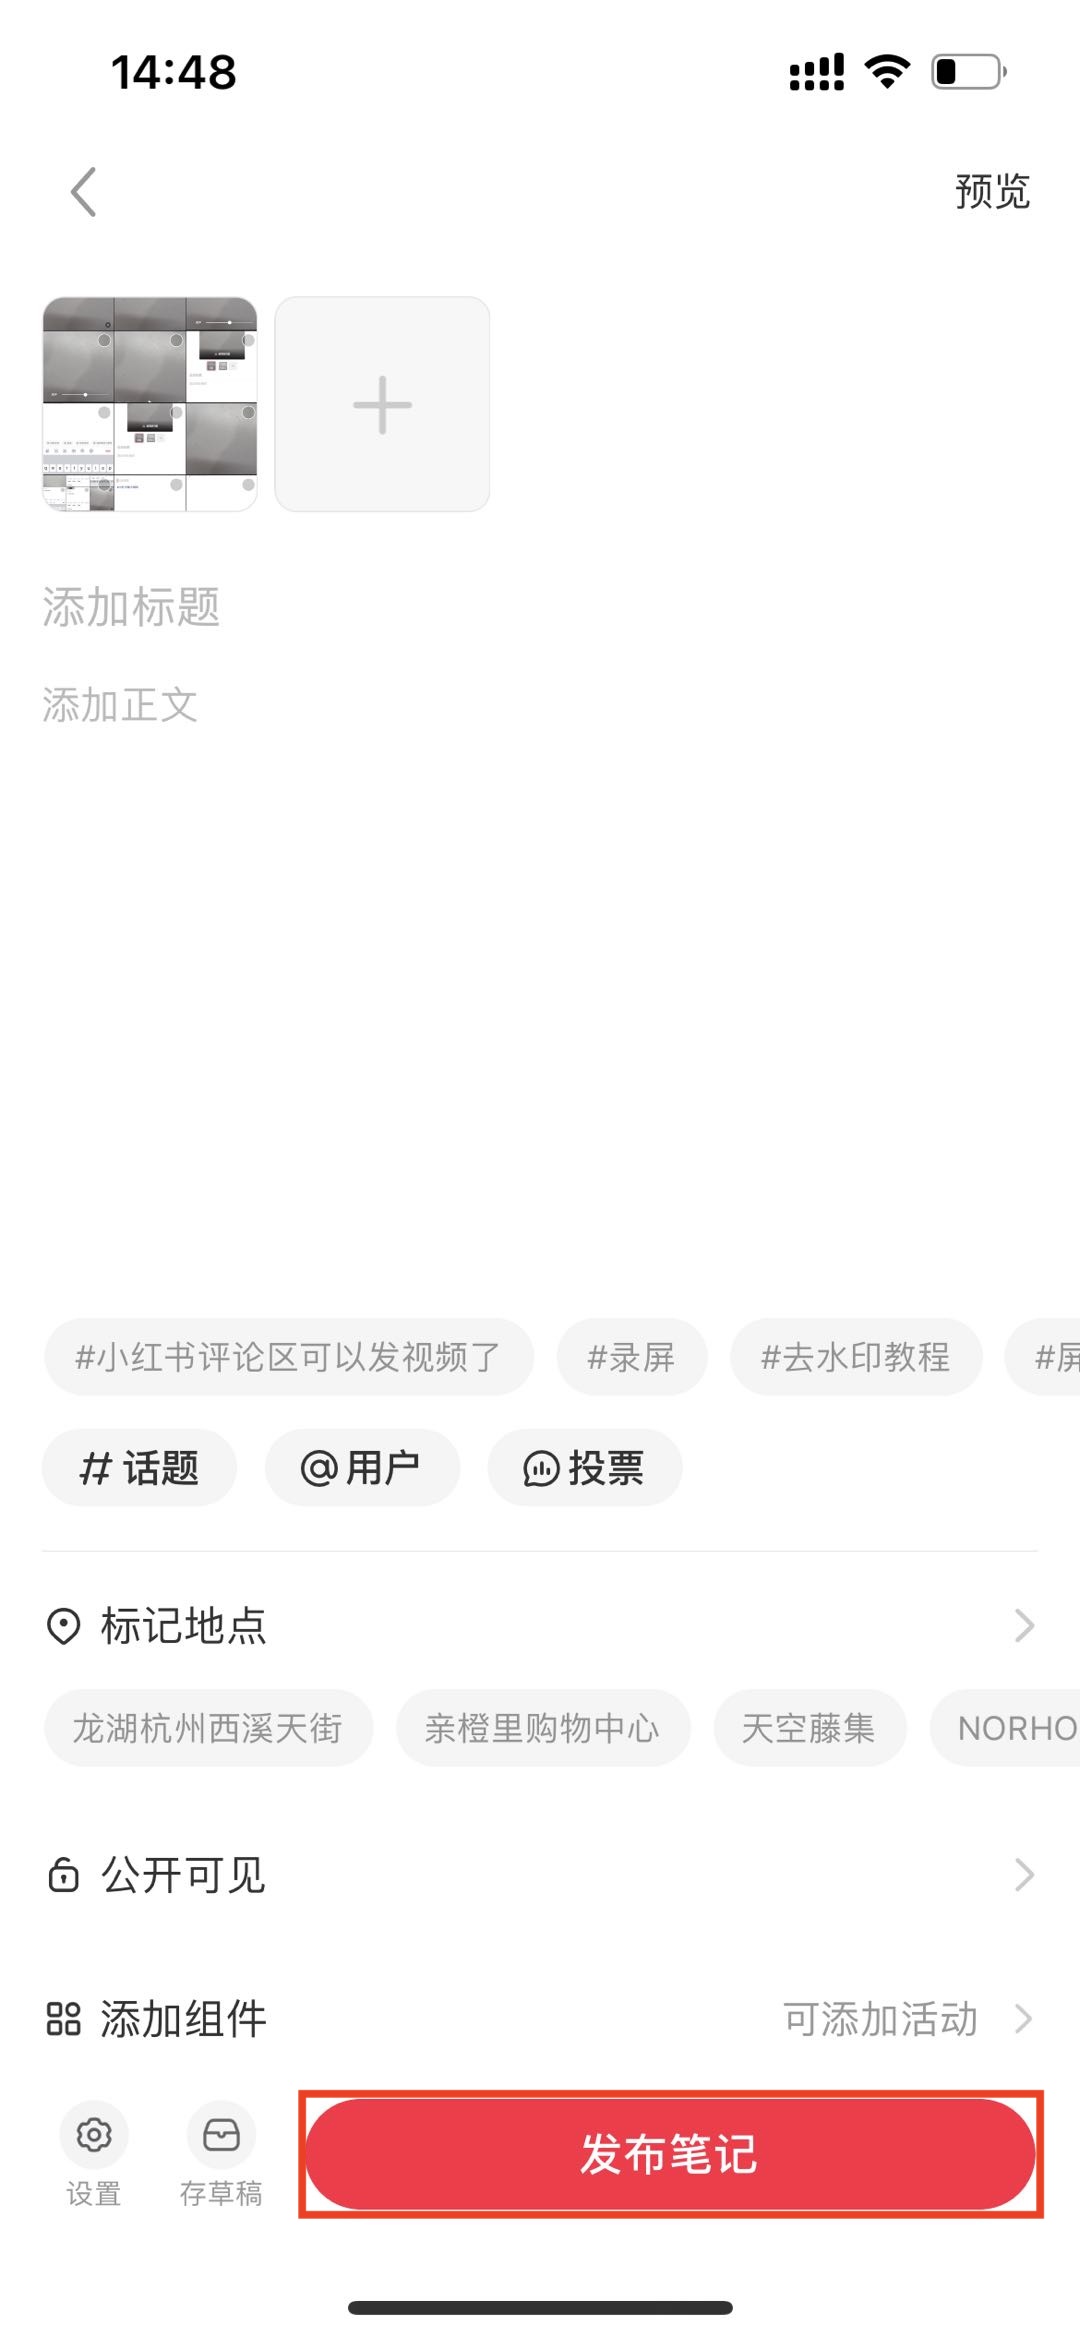 14:48
预览
添加标题
添加正文
#小红书评论区可以发视频了 #录屏 #去水印教程 #屏
# 话题 @用户 投票
标记地点
龙湖杭州西溪天街 亲橙里购物中心 天空藤集 NORHO
公开可见
添加组件 可添加活动
设置 存草稿 发布笔记